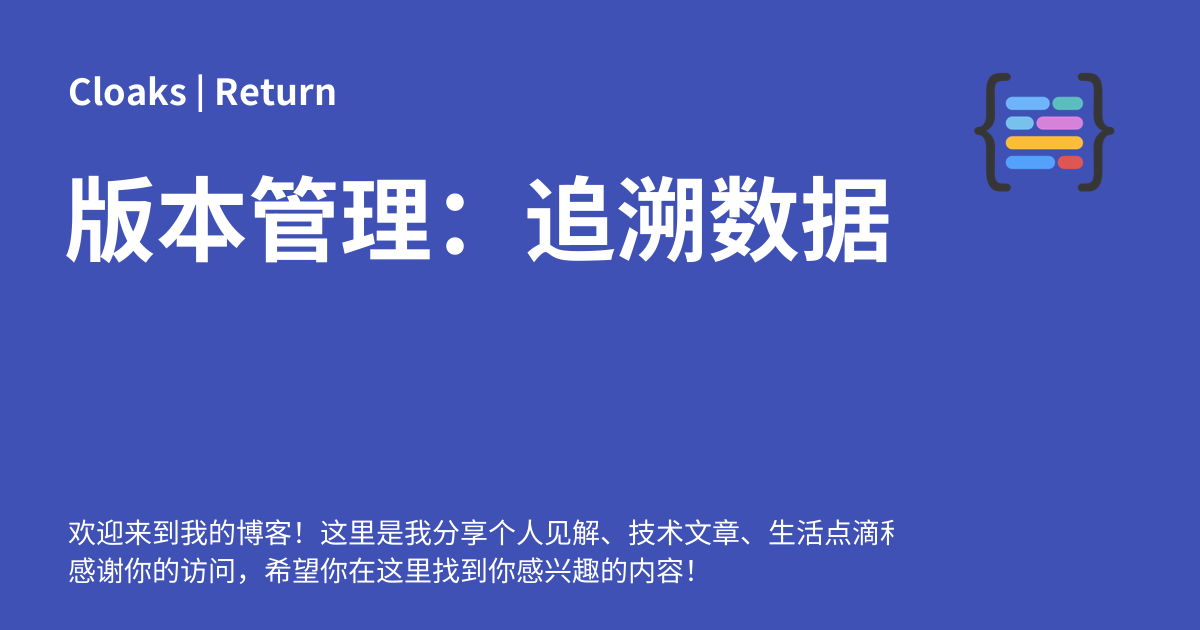 Cloaks | Return
版本管理：追溯数据
欢迎来到我的博客！这里是我分享个人见解、技术文章、生活点滴
感谢你的访问，希望你在这里找到你感兴趣的内容！